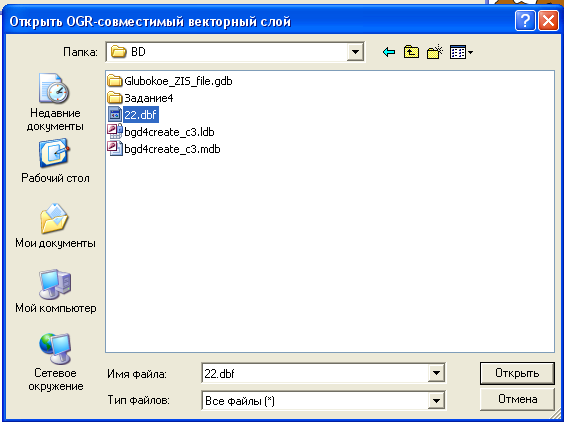 Открыть OGR-совместимый векторный слой
Папка: BD
Glubokoe_ZIS_file.gdb
Задание4
22.dbf
bgd4create_c3.ldb
bgd4create_c3.mdb
Недавние
документы
Рабочий стол
Мои документы
Мой компьютер
Сетевое
окружение
Имя файла: 22.dbf Открыть
Тип файлов: Все файлы (*) Отмена